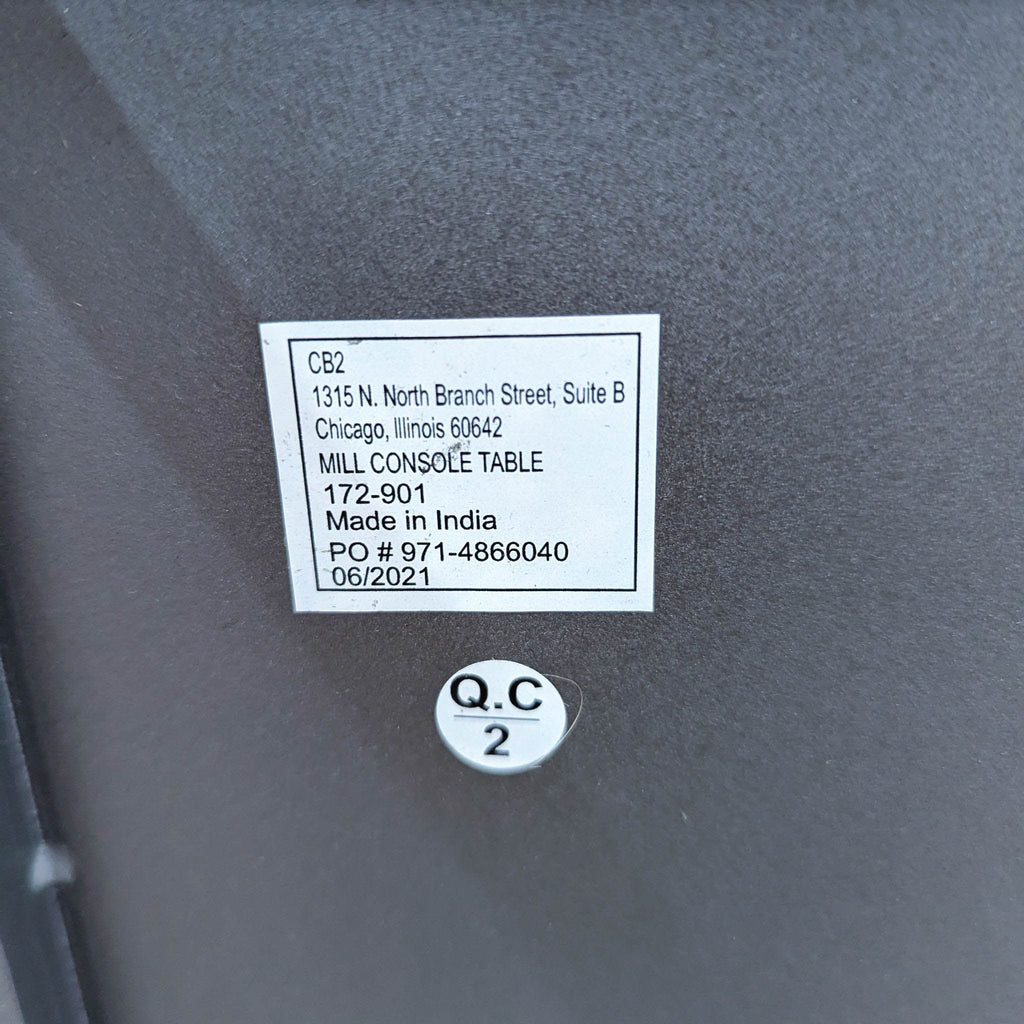 CB2
1315 N. North Branch Street, Suite B
Chicago, Illinois 60642
MILL CONSOLE TABLE
172-901
Made in India
PO # 971-4866040
06/2021
Q.C
2